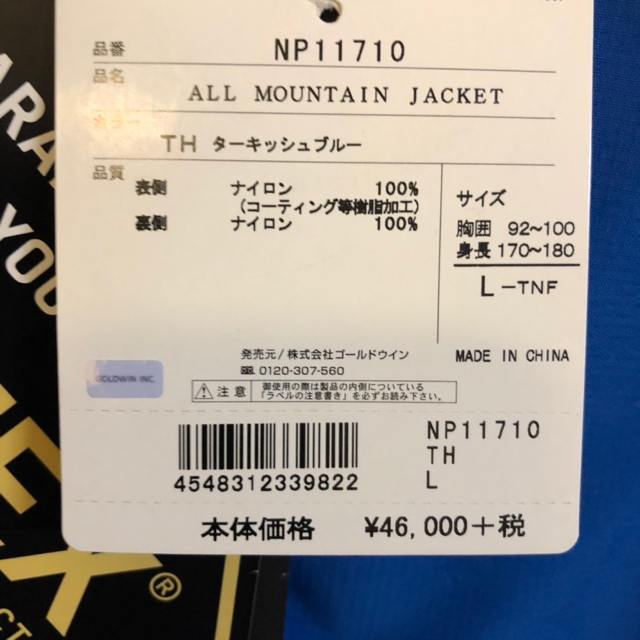 品番 NP11710
品名 ALL MOUNTAIN JACKET
カラー
TH ターキッシュブルー
品質
表側 ナイロン 100%
(コーティング等樹脂加工)
裏側 ナイロン 100%
サイズ
胸囲 92~100
身長 170~180
L-TNF
発売元/株式会社ゴールドウイン
0120-307-560
MADE IN CHINA
GOLDWIN INC.
注意 御使用の際は製品の内側についている
「ラベルの注意書き」を必ずお読み下さい。
4548312339822
NP11710
TH
L
本体価格 ¥46,000+税
YOU
®